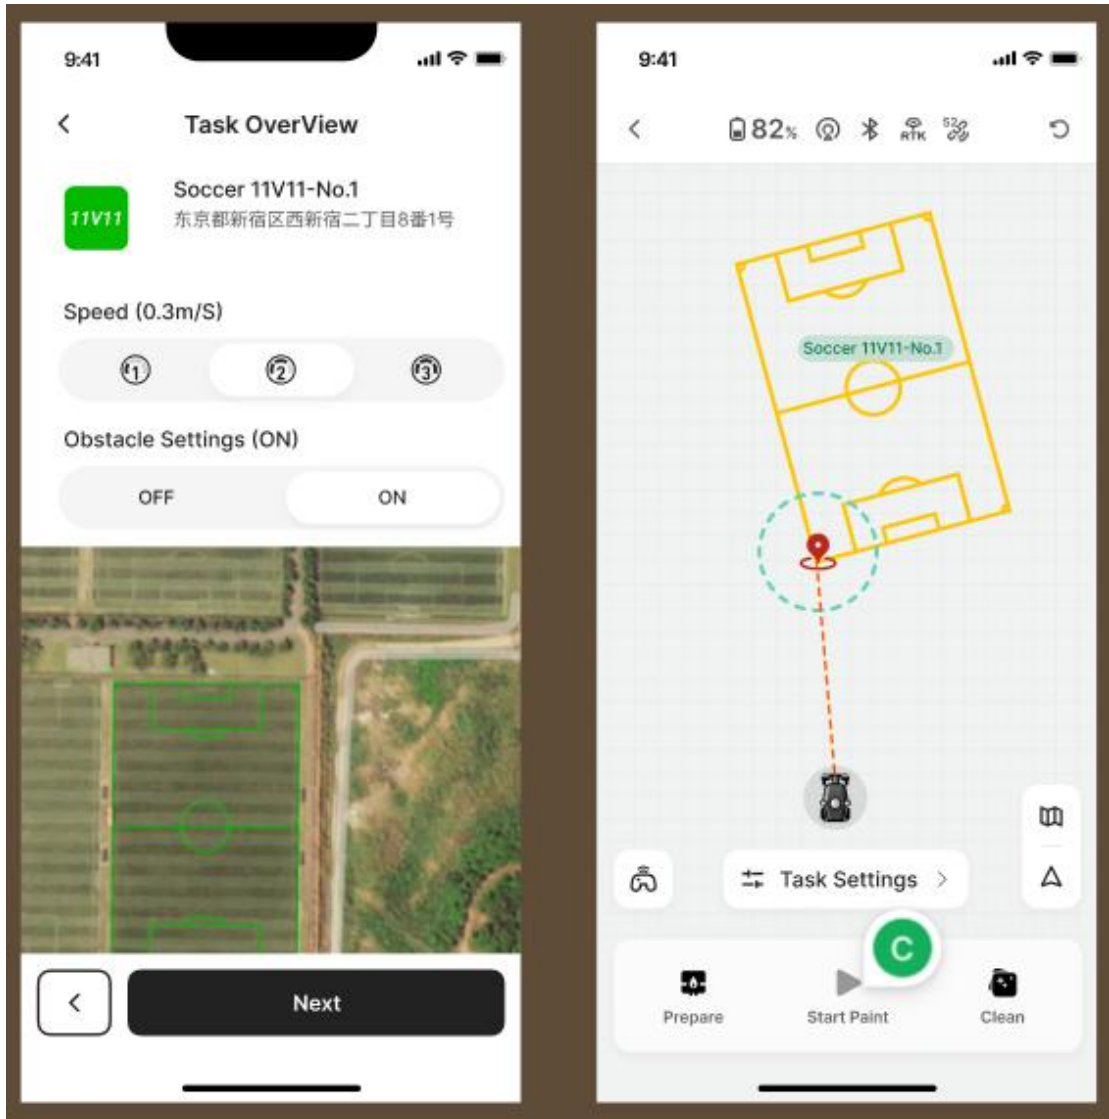 9:41
Task OverView
11V11
Soccer 11V11-No.1
东京都新宿区西新宿二丁目8番1号
Speed (0.3m/S)
1
2
3
Obstacle Settings (ON)
OFF
ON
Next
9:41
82%
RTK
52
Soccer 11V11-No.1
Task Settings
C
Prepare
Start Paint
Clean